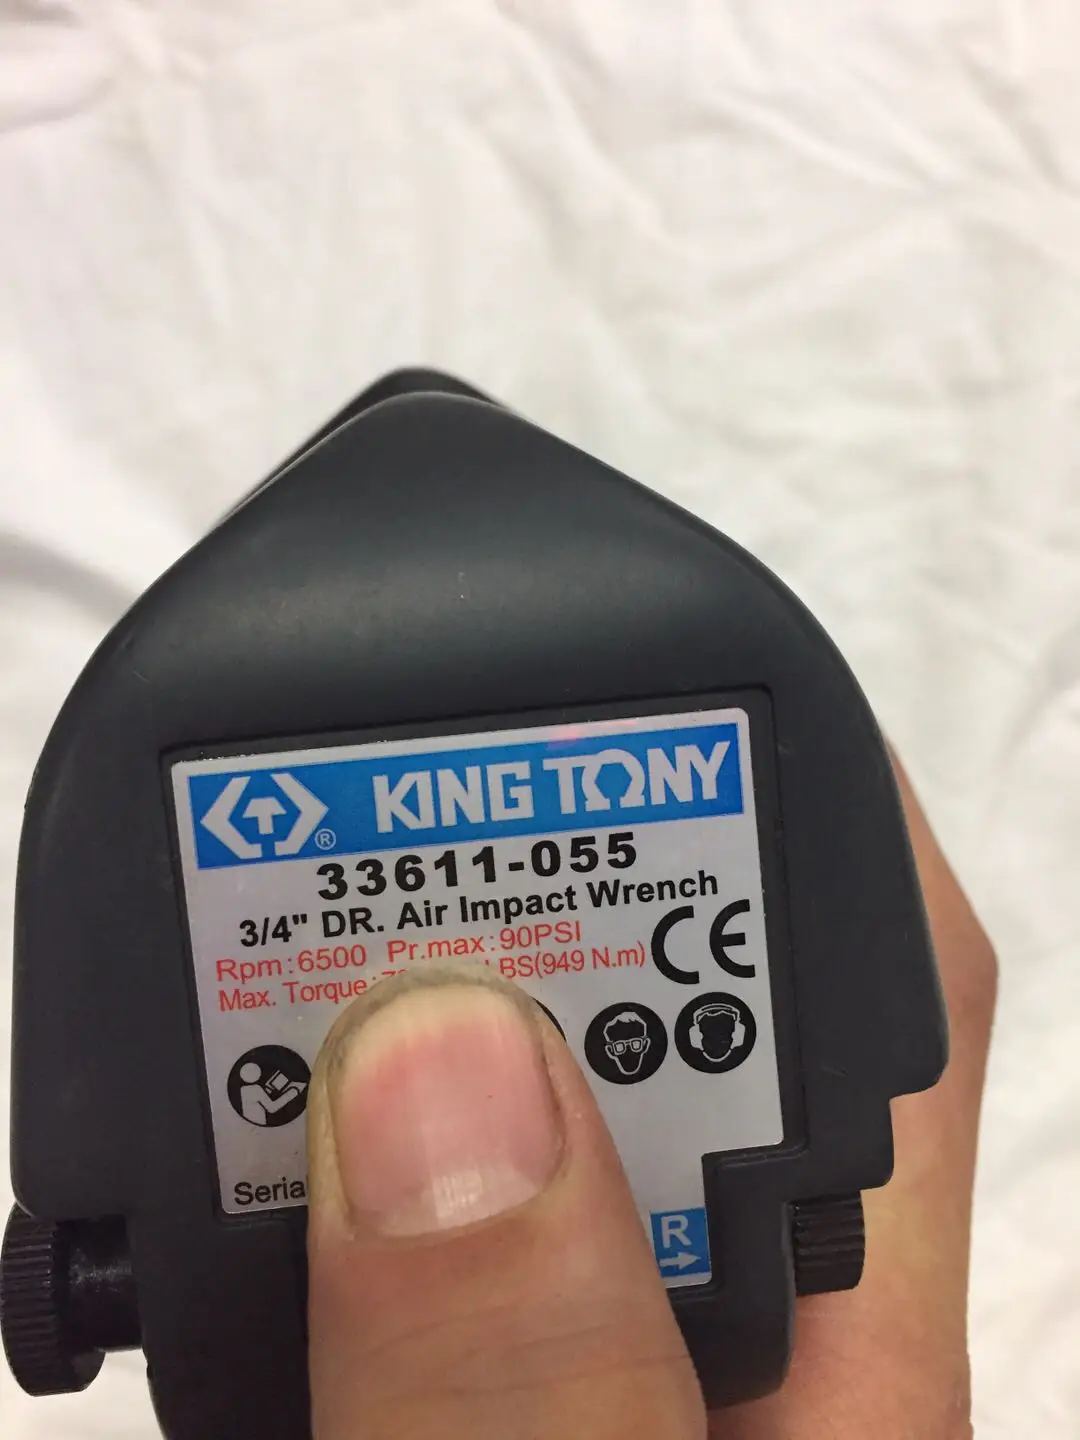 KING TONY
®
33611-055
3/4" DR. Air Impact Wrench
Rpm:6500 Pr.max:90PSI
Max. Torque: BS(949 N.m)
CE
R